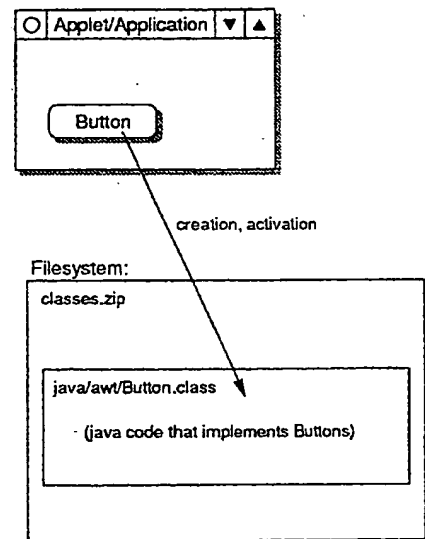 Applet/Application
Button
creation, activation
Filesystem:
classes.zip
java/awt/Button.class
(java code that implements Buttons)